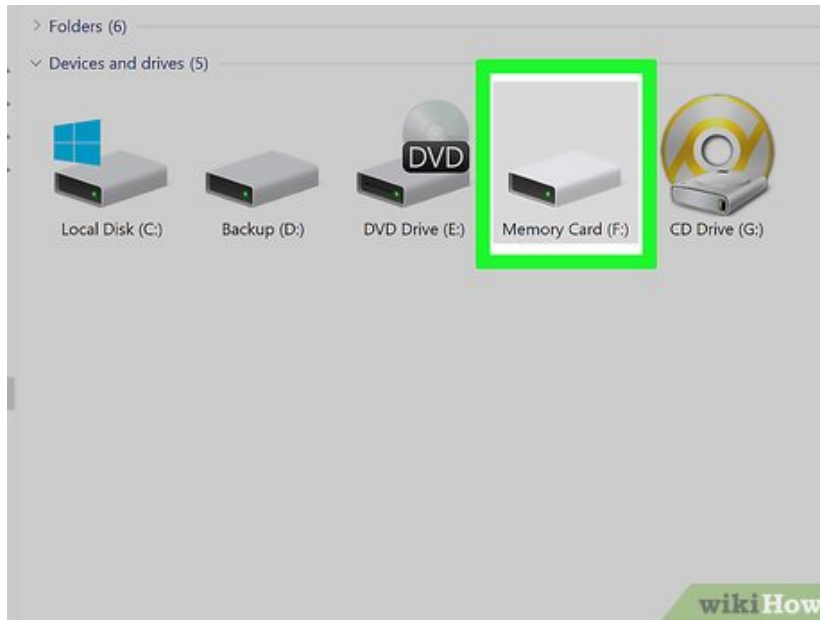 Folders (6)
Devices and drives (5)
DVD
Local Disk (C:)
Backup (D:)
DVD Drive (E:)
Memory Card (F:)
CD Drive (G:)
wikiHow